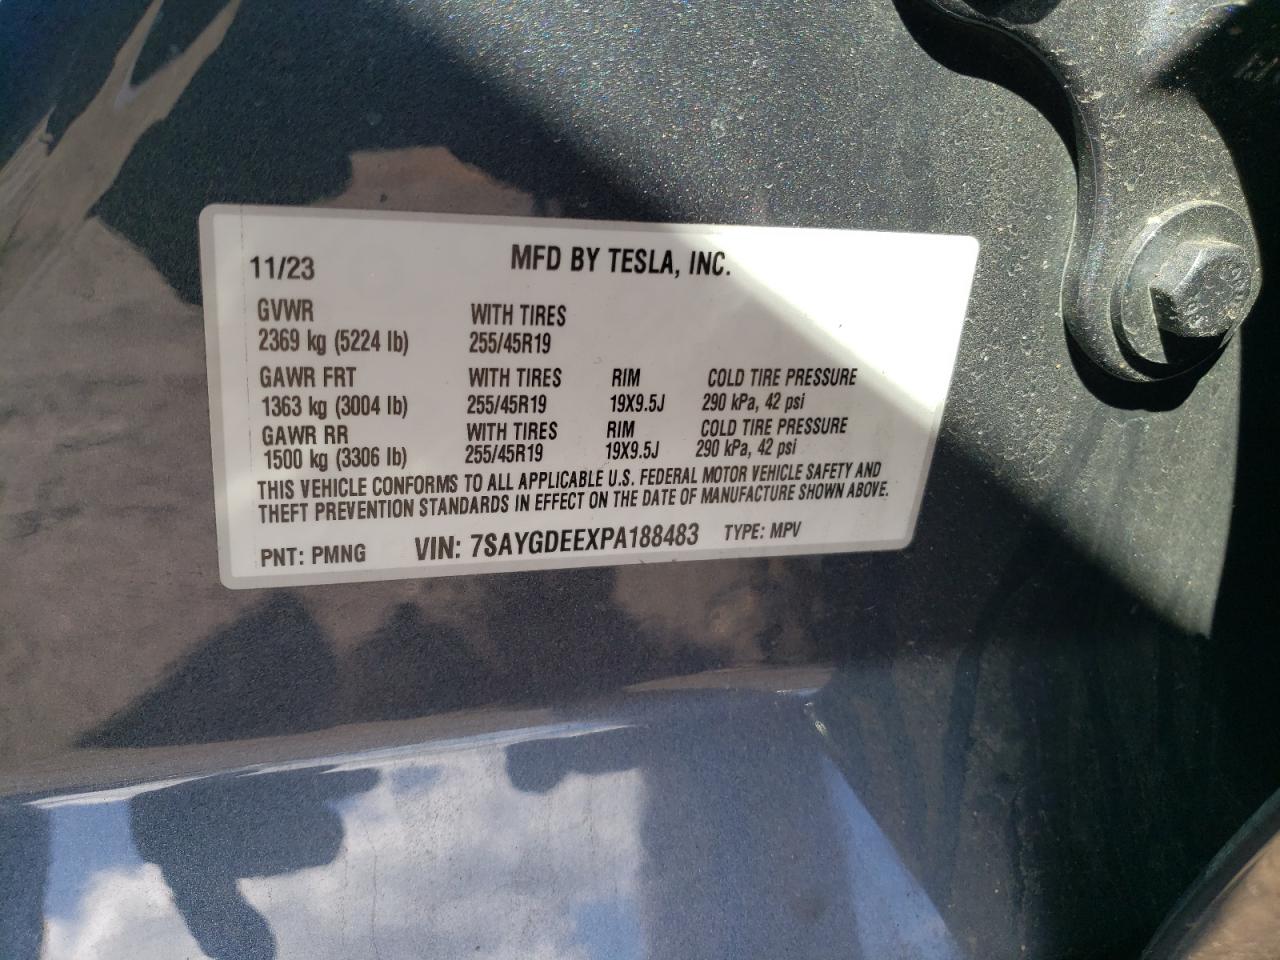 11/23 MFD BY TESLA, INC.
GVWR WITH TIRES
2369 kg (5224 lb) 255/45R19
GAWR FRT WITH TIRES RIM COLD TIRE PRESSURE
1363 kg (3004 lb) 255/45R19 19X9.5J 290 kPa, 42 psi
GAWR RR WITH TIRES RIM COLD TIRE PRESSURE
1500 kg (3306 lb) 255/45R19 19X9.5J 290 kPa, 42 psi
THIS VEHICLE CONFORMS TO ALL APPLICABLE U.S. FEDERAL MOTOR VEHICLE SAFETY AND
THEFT PREVENTION STANDARDS IN EFFECT ON THE DATE OF MANUFACTURE SHOWN ABOVE.
PNT: PMNG VIN: 7SAYGDEEXPA188483 TYPE: MPV